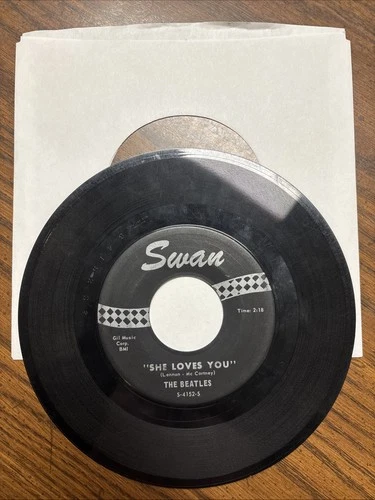 Swan
Time: 2-18
Gil Music
Corp.
BMI
"SHE LOVES YOU"
(Lennon - Mc Cartney)
THE BEATLES
S-4152-S